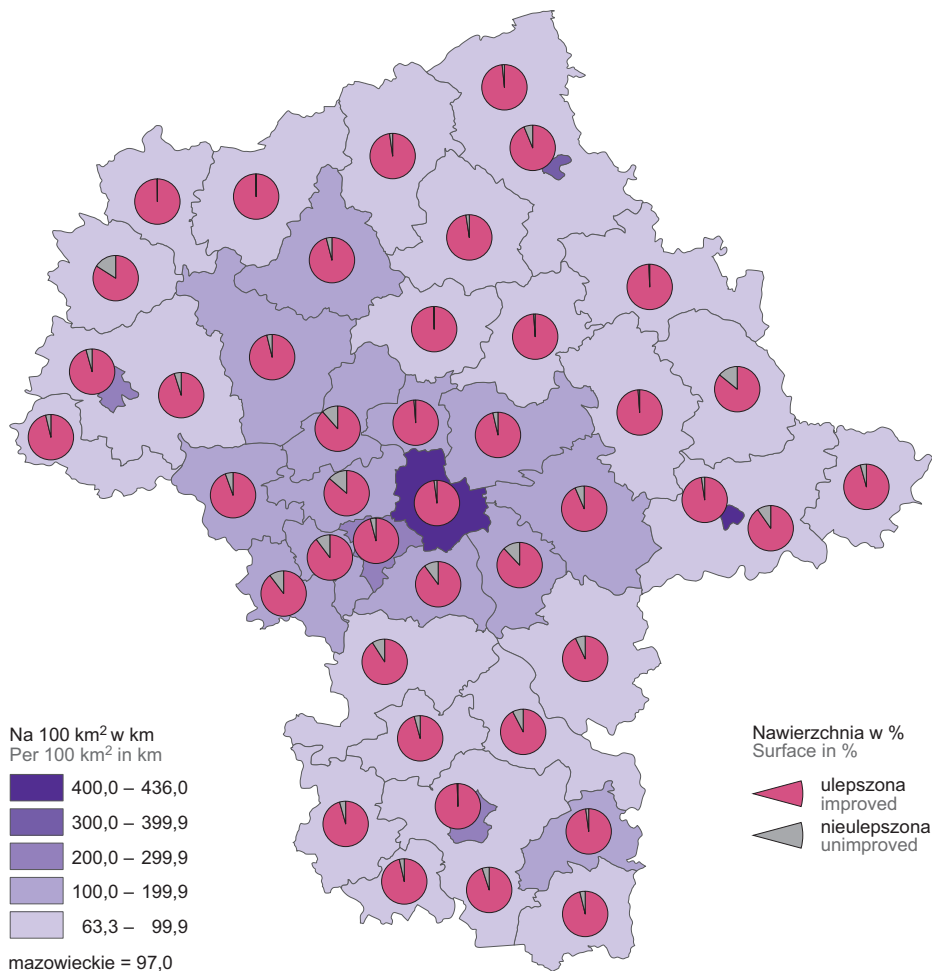 Na 100 km² w km
Per 100 km² in km
400,0 – 436,0
300,0 – 399,9
200,0 – 299,9
100,0 – 199,9
63,3 – 99,9
mazowieckie = 97,0
Nawierzchnia w %
Surface in %
ulepszona
improved
nieulepszona
unimproved